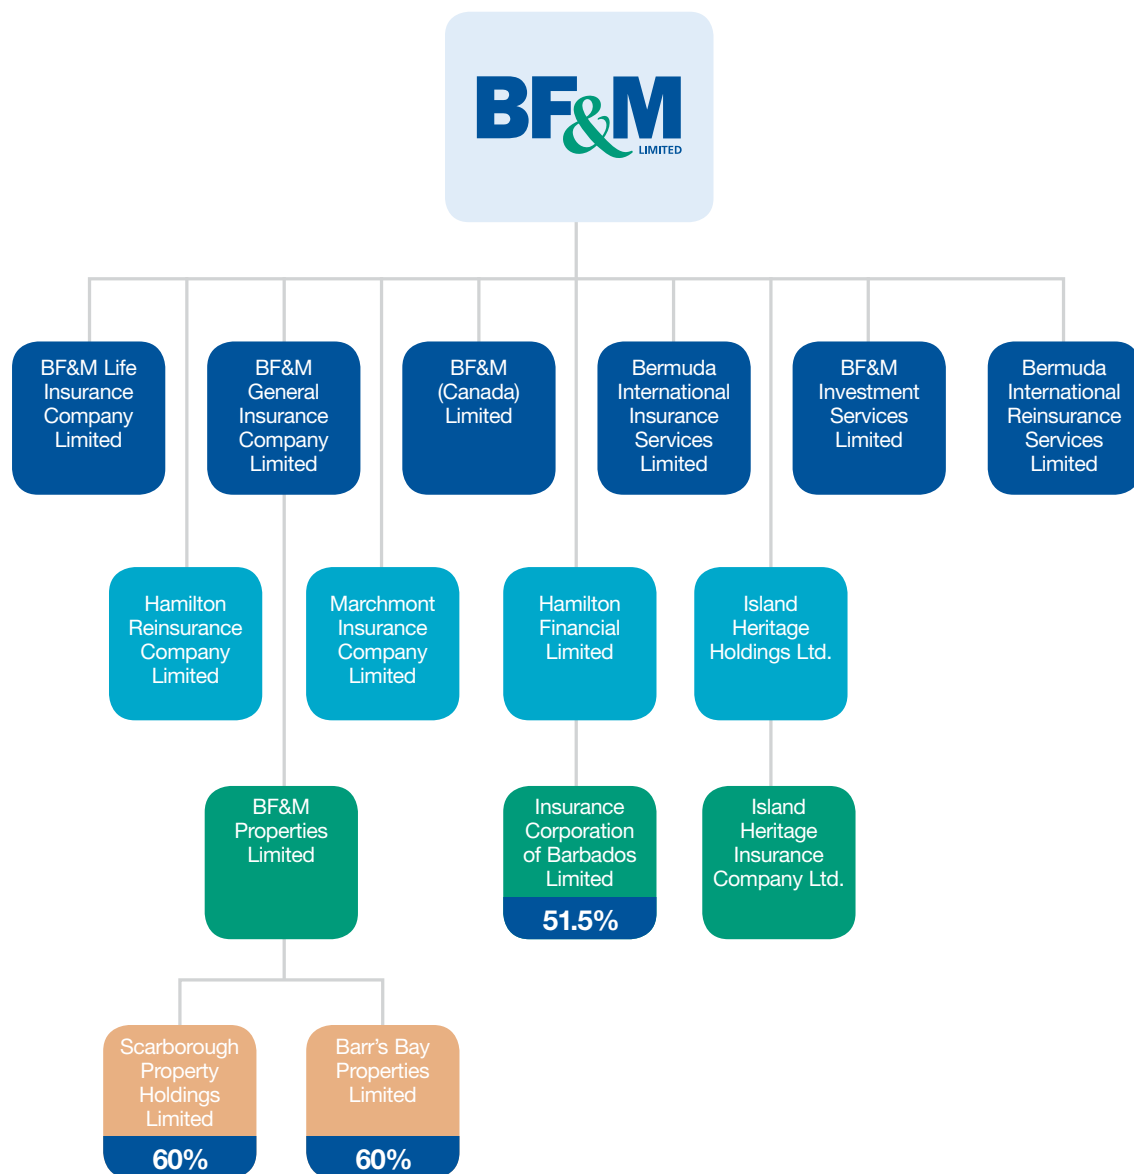 BF&M
LIMITED
BF&M Life
Insurance
Company
Limited
BF&M
General
Insurance
Company
Limited
BF&M
(Canada)
Limited
Bermuda
International
Insurance
Services
Limited
BF&M
Investment
Services
Limited
Bermuda
International
Reinsurance
Services
Limited
Hamilton
Reinsurance
Company
Limited
Marchmont
Insurance
Company
Limited
Hamilton
Financial
Limited
Island
Heritage
Holdings Ltd.
BF&M
Properties
Limited
Insurance
Corporation
of Barbados
Limited
51.5%
Island
Heritage
Insurance
Company Ltd.
Scarborough
Property
Holdings
Limited
60%
Barr's Bay
Properties
Limited
60%